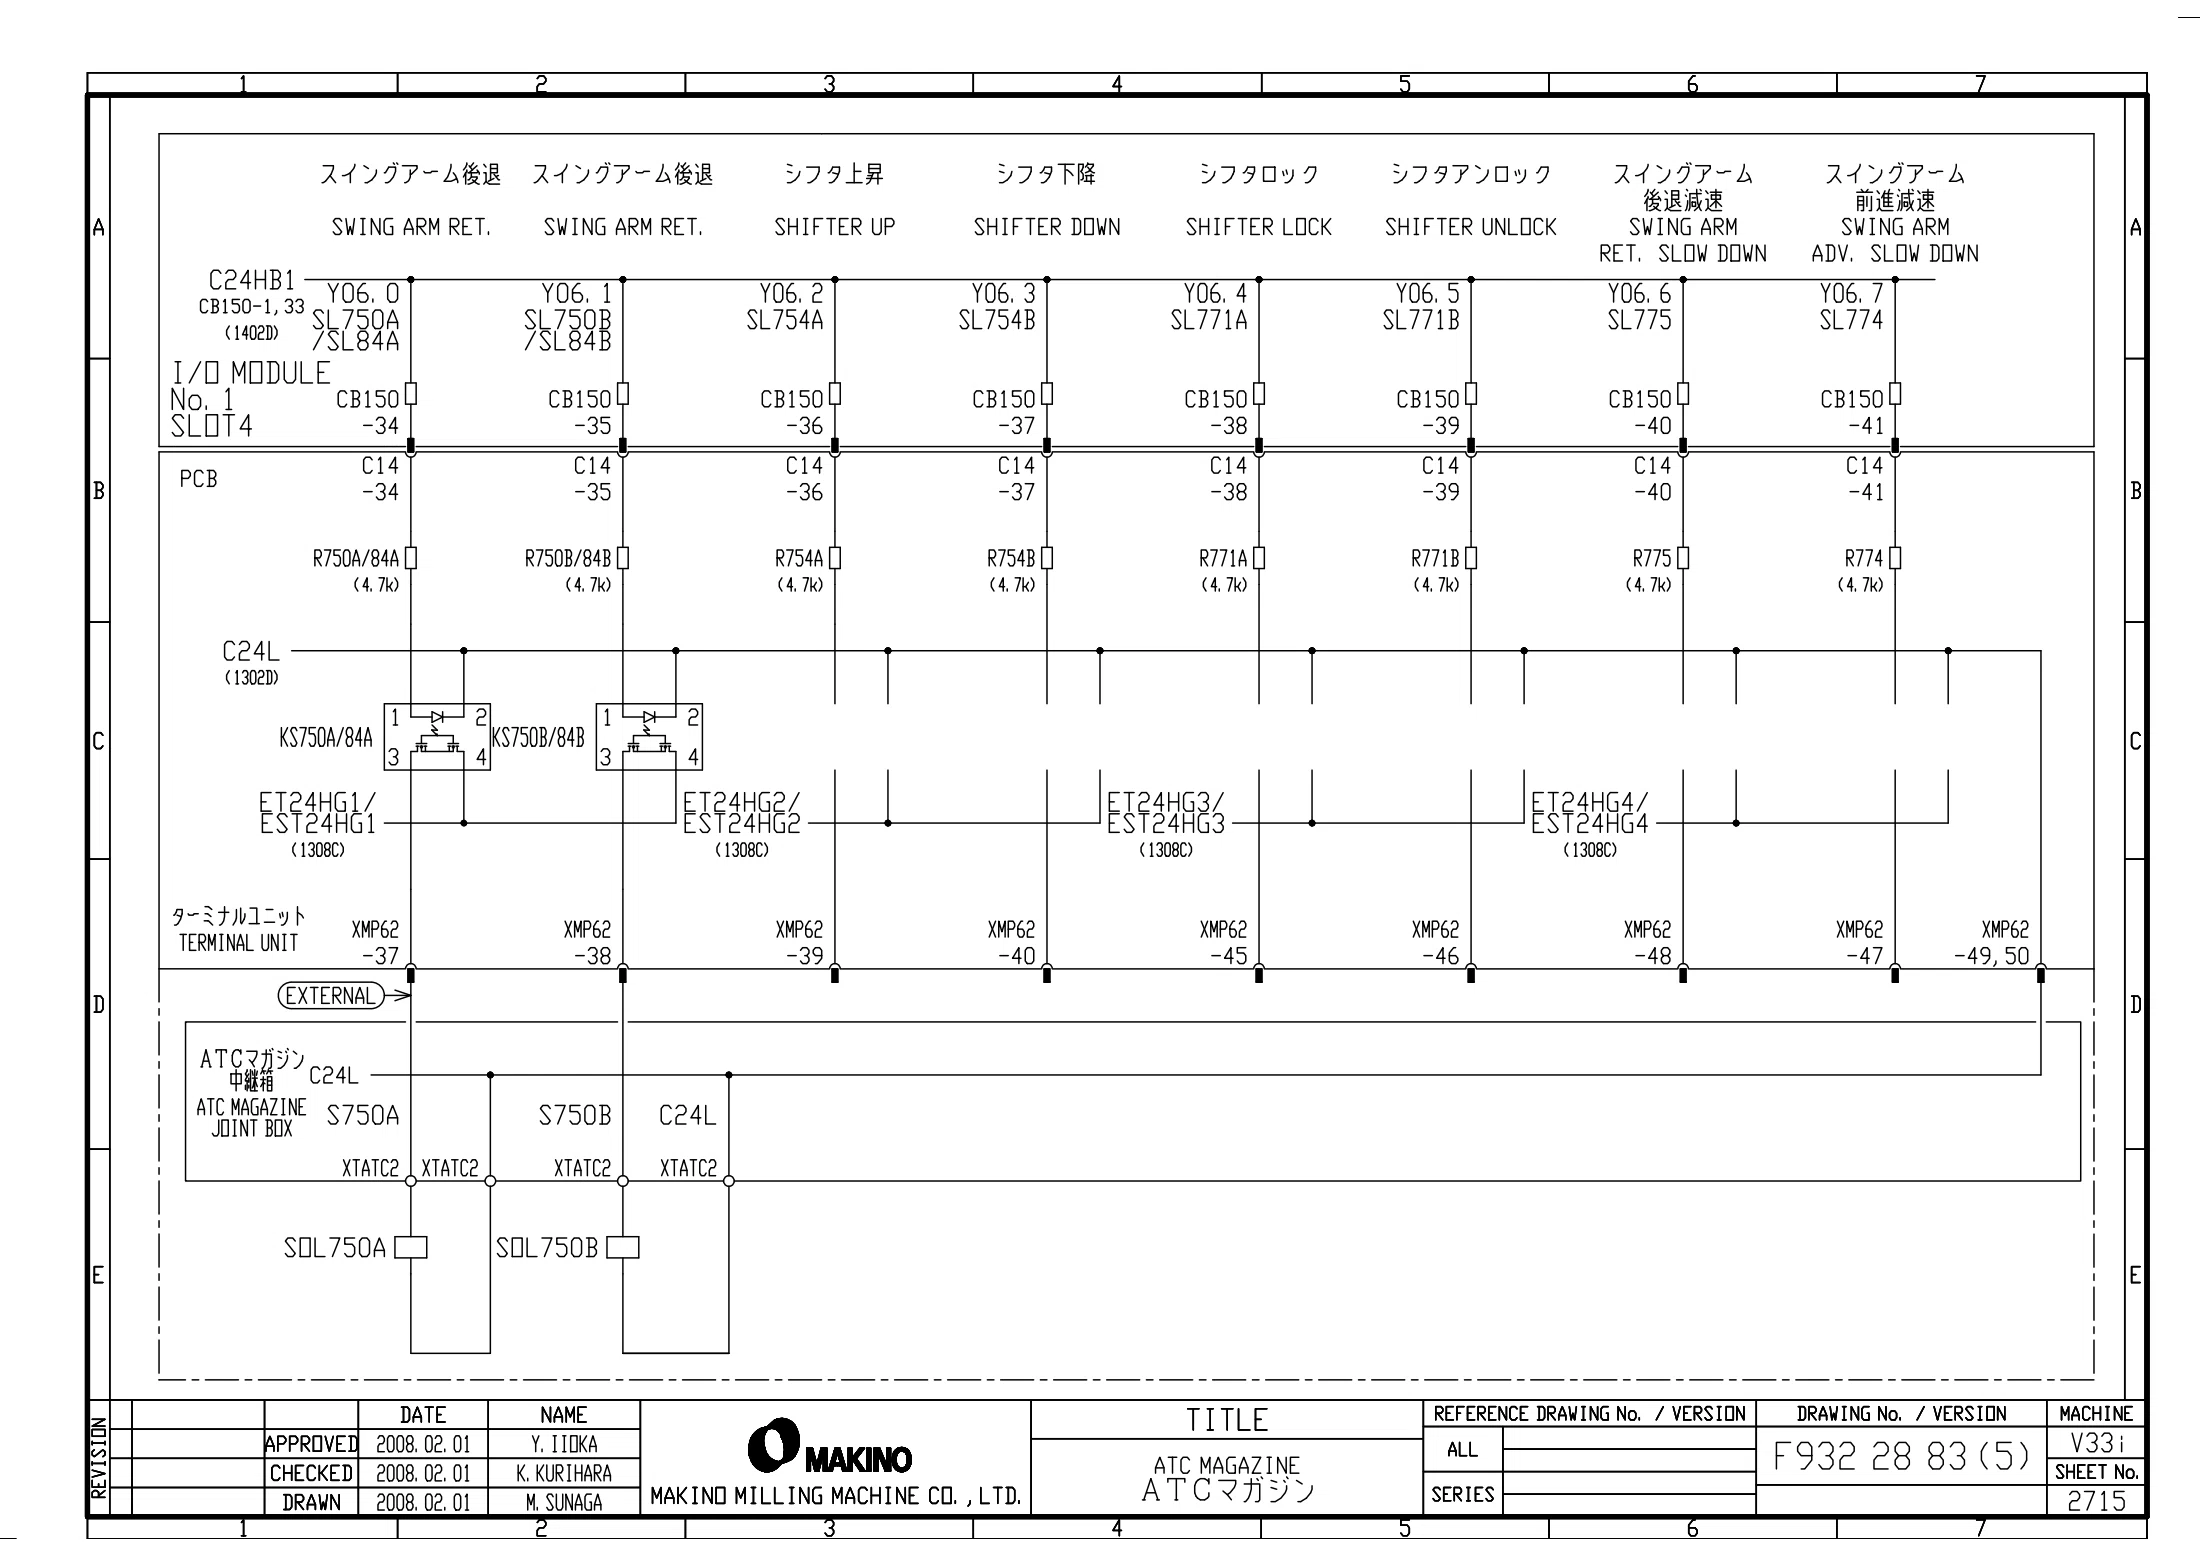 1 2 3 4 5 6 7
スイングアーム後退 スイングアーム後退 シフタ上昇 シフタ下降 シフタロック シフタアンロック スイングアーム スイングアーム
後退減速 前進減速
A SWING ARM RET. SWING ARM RET. SHIFTER UP SHIFTER DOWN SHIFTER LOCK SHIFTER UNLOCK SWING ARM SWING ARM A
RET. SLOW DOWN ADV. SLOW DOWN
C24HB1 Y06.0 Y06.1 Y06.2 Y06.3 Y06.4 Y06.5 Y06.6 Y06.7
CB150-1,33 SL750A SL750B SL754A SL754B SL771A SL771B SL775 SL774
(1402D) /SL84A /SL84B
I/O MODULE
No.1 CB150 CB150 CB150 CB150 CB150 CB150 CB150 CB150
SLOT4 -34 -35 -36 -37 -38 -39 -40 -41
PCB C14 C14 C14 C14 C14 C14 C14 C14
B -34 -35 -36 -37 -38 -39 -40 -41 B
R750A/84A R750B/84B R754A R754B R771A R771B R775 R774
(4.7k) (4.7k) (4.7k) (4.7k) (4.7k) (4.7k) (4.7k) (4.7k)
C24L
(1302D)
1 2 1 2
C KS750A/84A KS750B/84B C
3 4 3 4
ET24HG1/ ET24HG2/ ET24HG3/ ET24HG4/
EST24HG1 EST24HG2 EST24HG3 EST24HG4
(1308C) (1308C) (1308C) (1308C)
ターミナルユニット XMP62 XMP62 XMP62 XMP62 XMP62 XMP62 XMP62 XMP62 XMP62
TERMINAL UNIT -37 -38 -39 -40 -45 -46 -48 -47 -49,50
D EXTERNAL D
ATCマガジン
中継箱 C24L
ATC MAGAZINE S750A S750B C24L
JOINT BOX
XTATC2 XTATC2 XTATC2 XTATC2
SOL750A SOL750B
E E
REVISION
DATE NAME
APPROVED 2008.02.01 Y.IIOKA
CHECKED 2008.02.01 K.KURIHARA
DRAWN 2008.02.01 M.SUNAGA
MAKINO
MAKINO MILLING MACHINE CO.,LTD.
TITLE
ATC MAGAZINE
ATCマガジン
REFERENCE DRAWING No. / VERSION
ALL
SERIES
DRAWING No. / VERSION
F932 28 83(5)
MACHINE
V33i
SHEET No.
2715
1 2 3 4 5 6 7